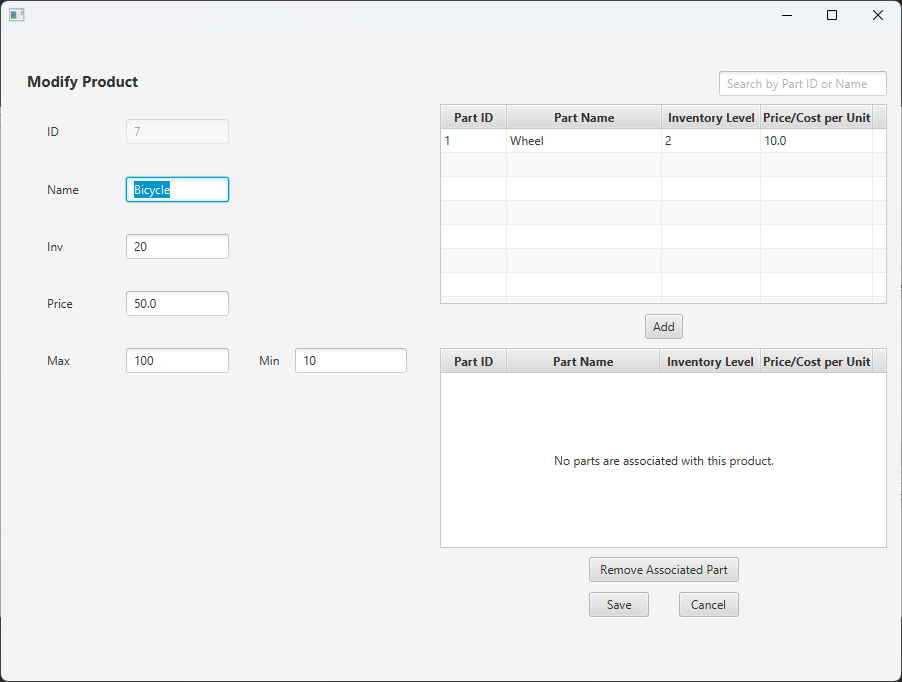 Modify Product
Search by Part ID or Name
ID 7
Name Bicycle
Inv 20
Price 50.0
Max 100 Min 10
Part ID Part Name Inventory Level Price/Cost per Unit
1 Wheel 2 10.0
Add
Part ID Part Name Inventory Level Price/Cost per Unit
No parts are associated with this product.
Remove Associated Part
Save Cancel